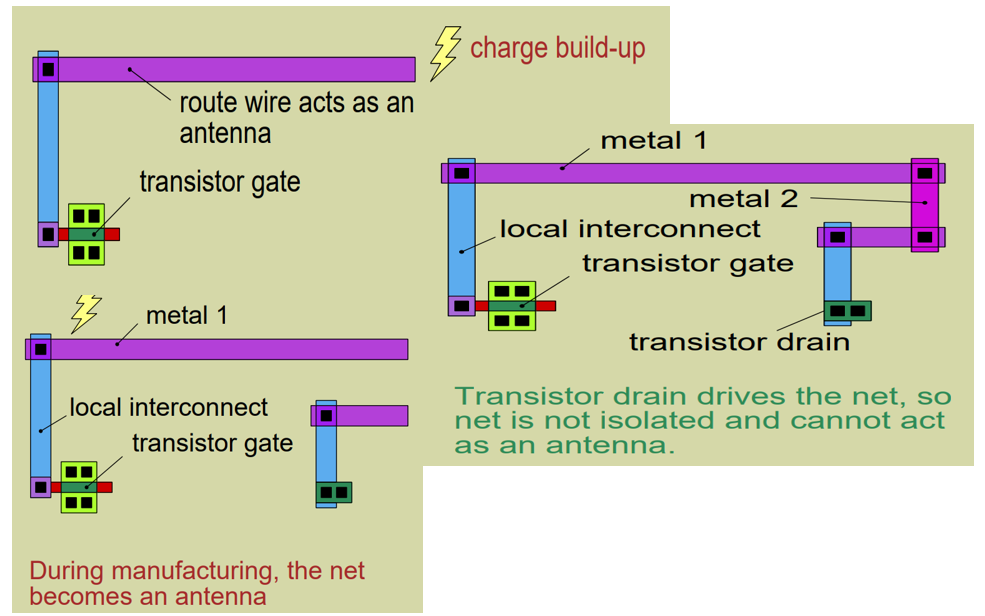 charge build-up
route wire acts as an
antenna
transistor gate
metal 1
local interconnect
transistor gate
During manufacturing, the net
becomes an antenna
metal 1
metal 2
local interconnect
transistor gate
transistor drain
Transistor drain drives the net, so
net is not isolated and cannot act
as an antenna.